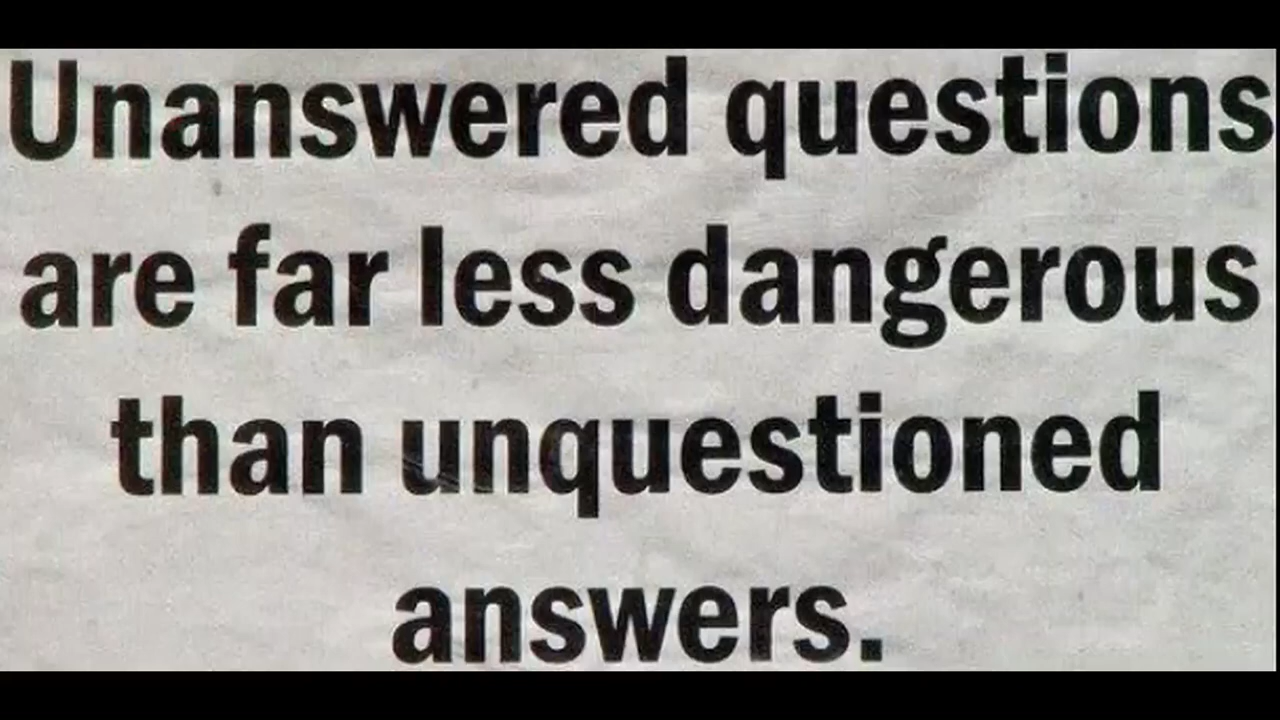 Unanswered questions
are far less dangerous
than unquestioned
answers.